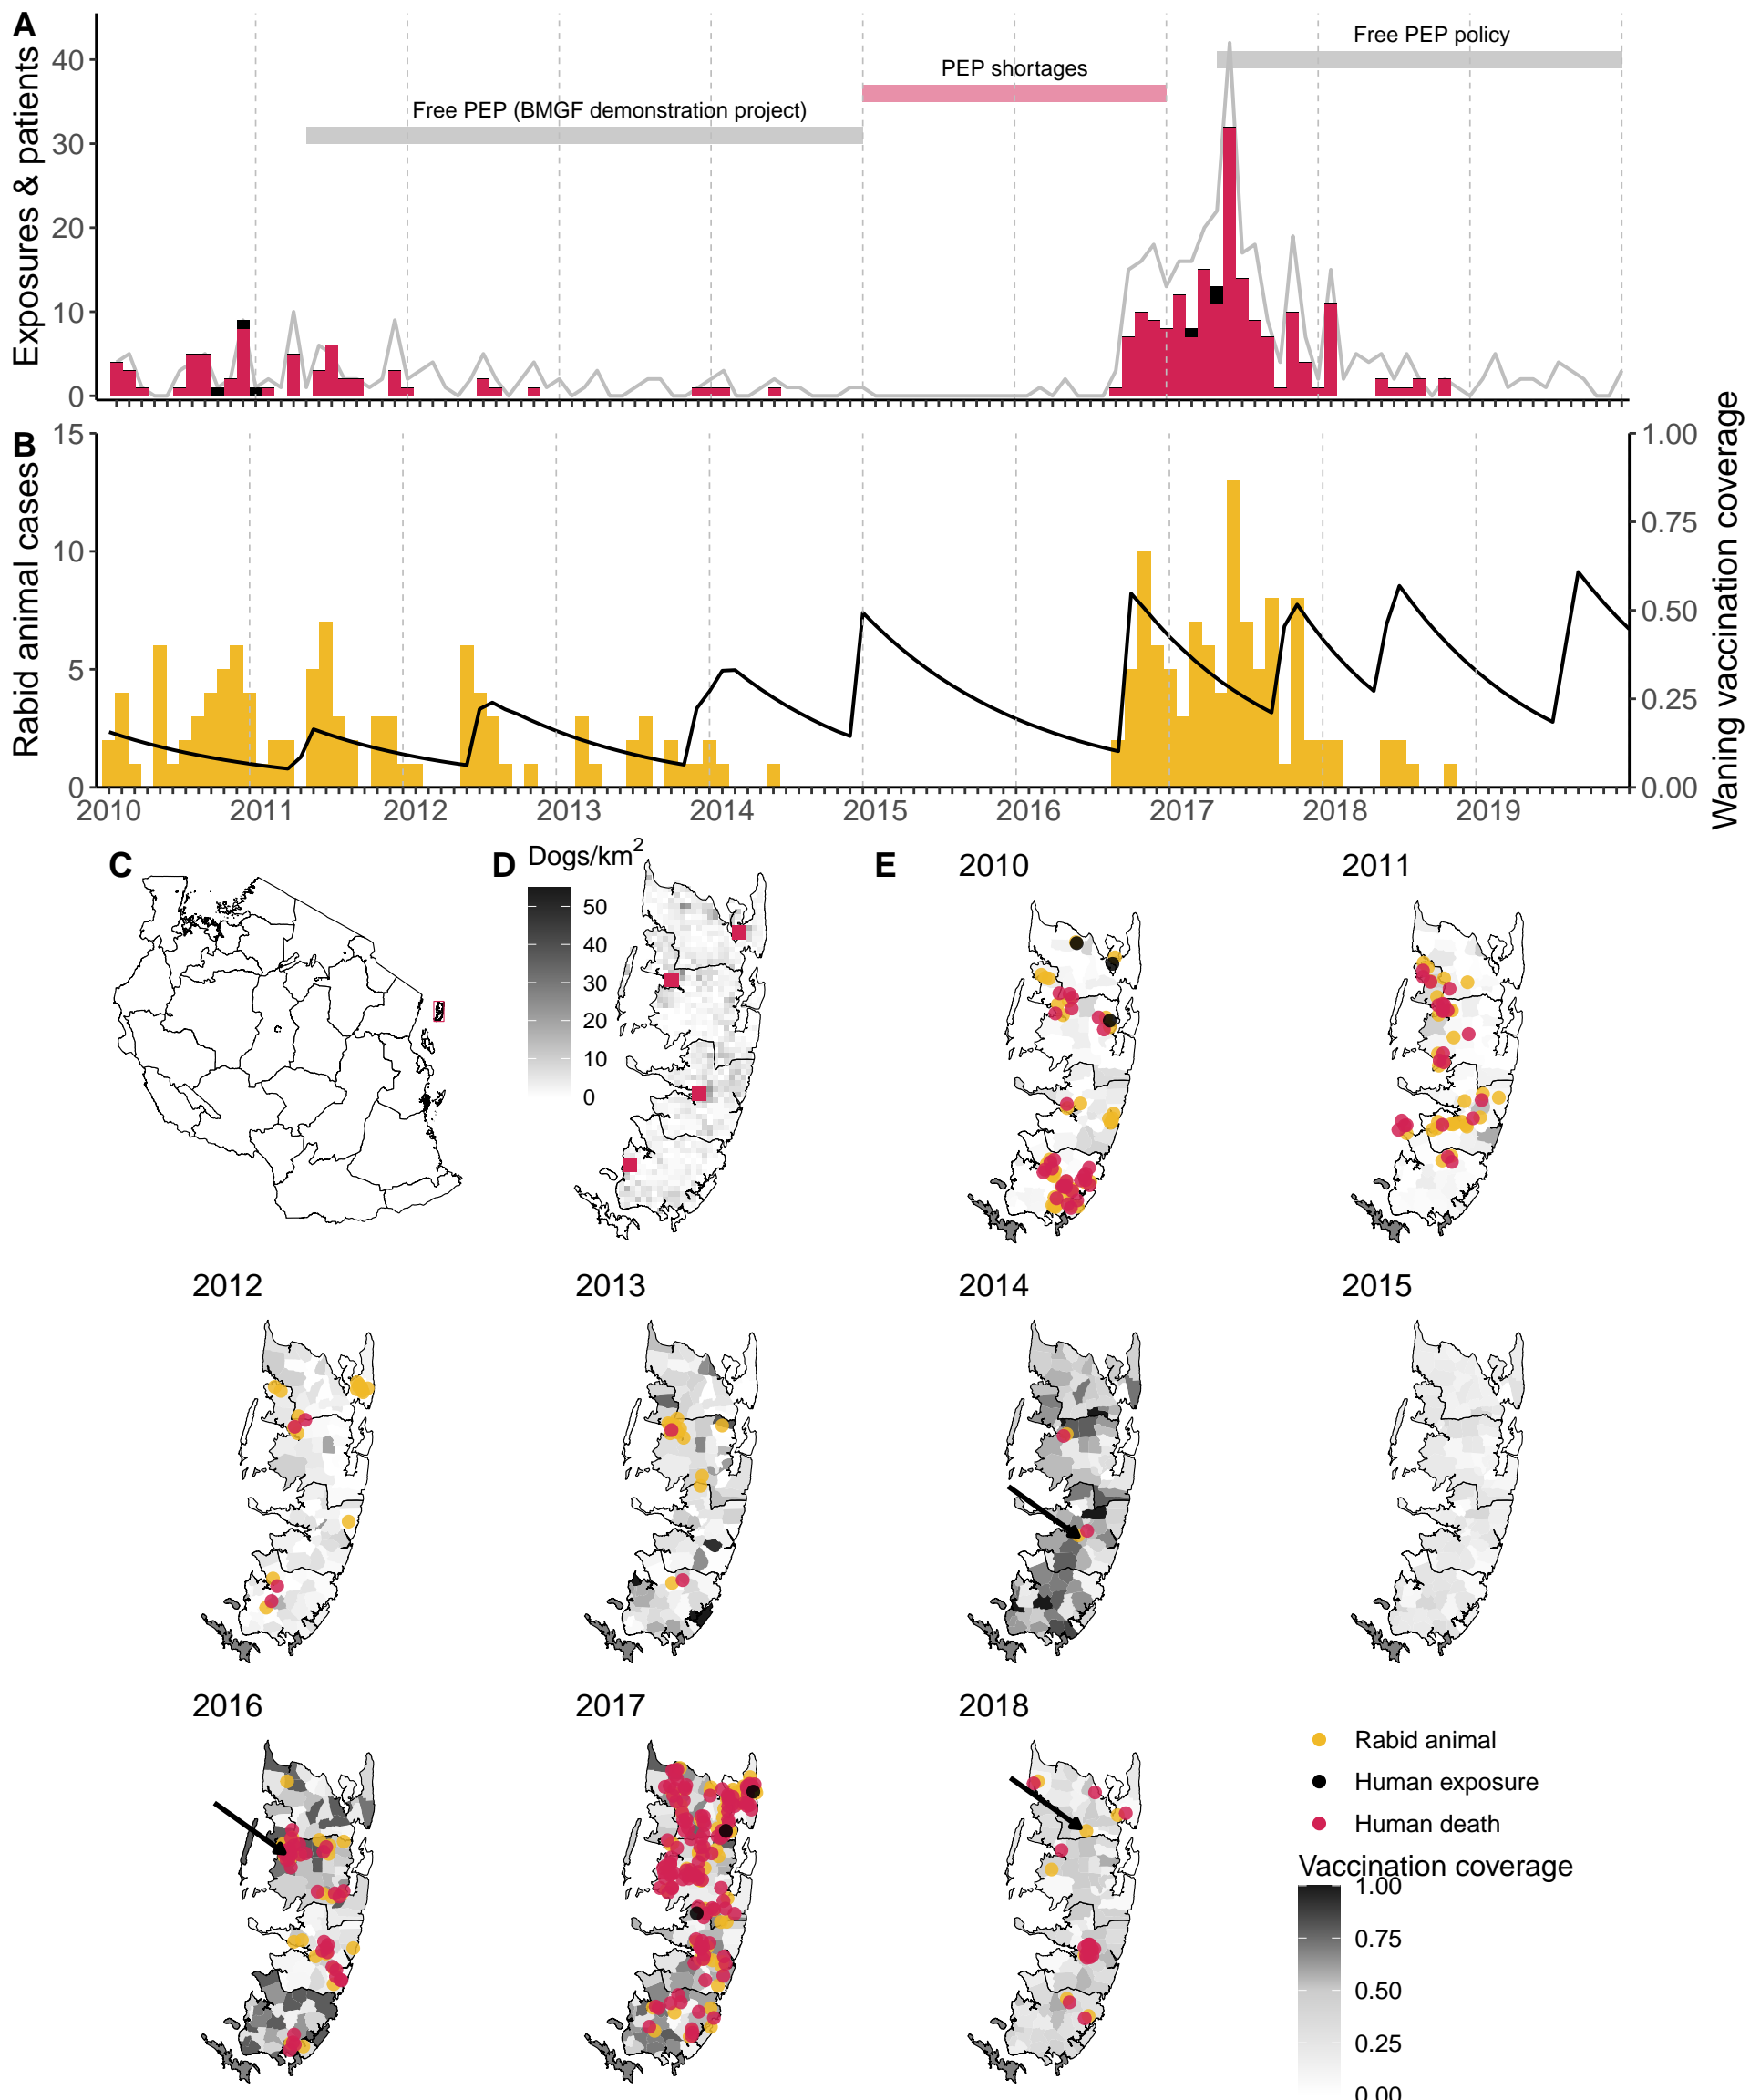 A
Exposures & patients
40
30
20
10
0
Free PEP (BMGF demonstration project)
PEP shortages
Free PEP policy
B
Rabid animal cases
15
10
5
0
Waning vaccination coverage
1.00
0.75
0.50
0.25
0.00
2010 2011 2012 2013 2014 2015 2016 2017 2018 2019
C
D
Dogs/km2
50
40
30
20
10
0
E
2010
2011
2012
2013
2014
2015
2016
2017
2018
Rabid animal
Human exposure
Human death
Vaccination coverage
1.00
0.75
0.50
0.25
0.00